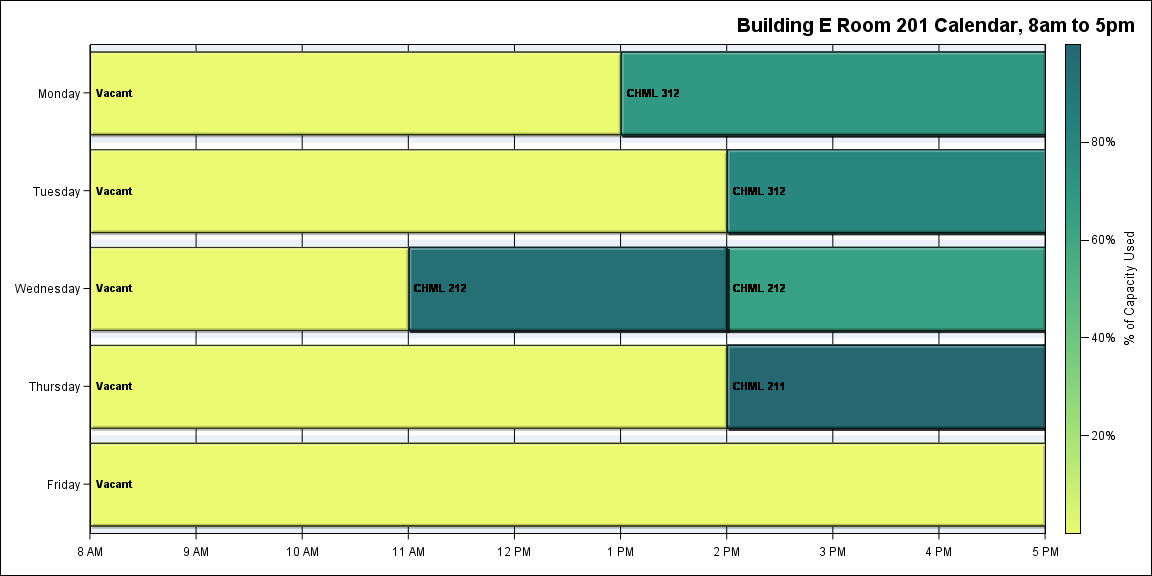 Building E Room 201 Calendar, 8am to 5pm
Monday
Vacant
CHML 312
Tuesday
Vacant
CHML 312
Wednesday
Vacant
CHML 212
CHML 212
Thursday
Vacant
CHML 211
Friday
Vacant
8 AM
9 AM
10 AM
11 AM
12 PM
1 PM
2 PM
3 PM
4 PM
5 PM
80%
60%
40%
20%
% of Capacity Used